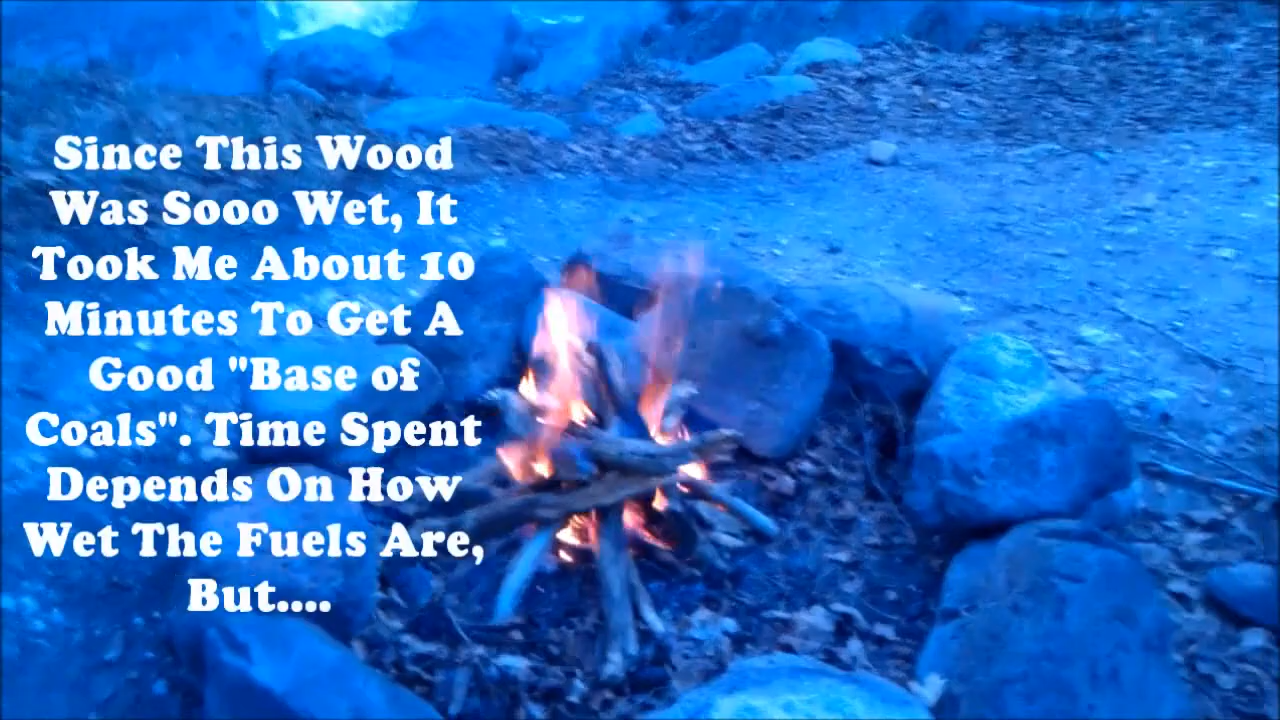 Since This Wood
Was Sooo Wet, It
Took Me About 10
Minutes To Get A
Good "Base of
Coals". Time Spent
Depends On How
Wet The Fuels Are,
But....